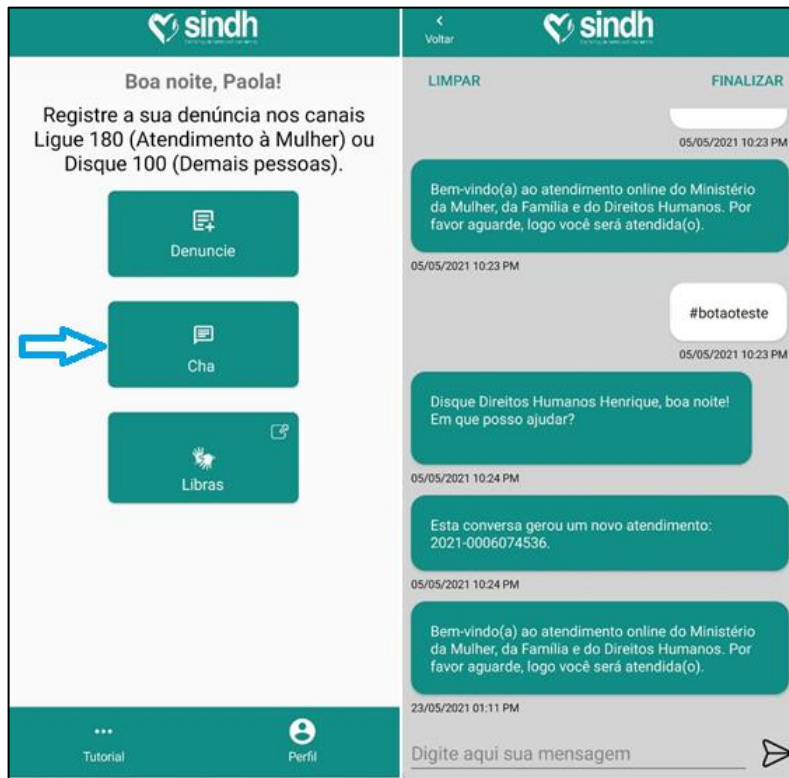 sindh
Boa noite, Paola!
Registre a sua denúncia nos canais
Ligue 180 (Atendimento à Mulher) ou
Disque 100 (Demais pessoas).
Denuncie
Cha
Libras
Tutorial
Perfil
Voltar
sindh
LIMPAR
FINALIZAR
05/05/2021 10:23 PM
Bem-vindo(a) ao atendimento online do Ministério
da Mulher, da Família e do Direitos Humanos. Por
favor aguarde, logo você será atendida(o).
05/05/2021 10:23 PM
#botaoteste
05/05/2021 10:23 PM
Disque Direitos Humanos Henrique, boa noite!
Em que posso ajudar?
05/05/2021 10:24 PM
Esta conversa gerou um novo atendimento:
2021-0006074536.
05/05/2021 10:24 PM
Bem-vindo(a) ao atendimento online do Ministério
da Mulher, da Família e do Direitos Humanos. Por
favor aguarde, logo você será atendida(o).
23/05/2021 01:11 PM
Digite aqui sua mensagem